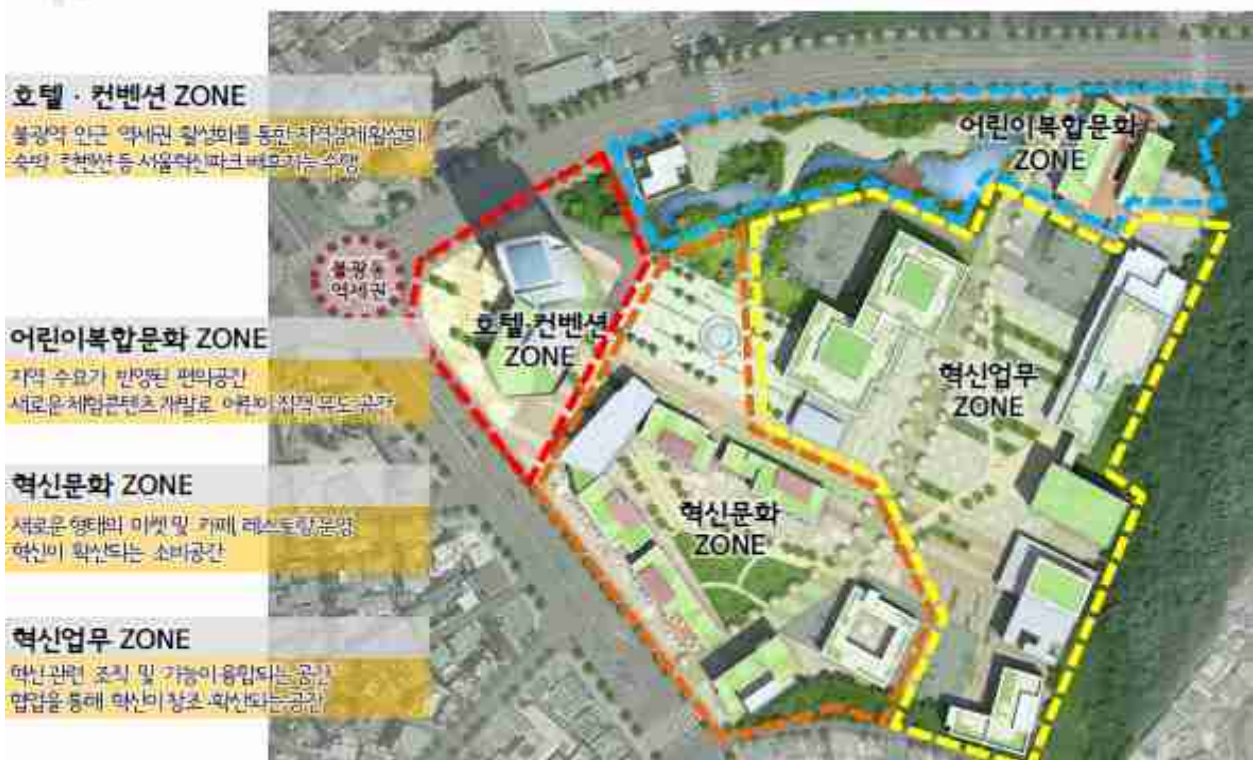 호텔 · 컨벤션 ZONE
불광역 인근 역세권 활성화를 통한 지역경제활성화
숙박 · 컨벤션 등 서울혁신파크 배후기능 수행
어린이복합문화 ZONE
지역 수요가 반영된 편의공간
새로운 체험콘텐츠 개발로 어린이 집적 유도 공간
혁신문화 ZONE
새로운 형태의 마켓 및 카페, 레스토랑 운영
혁신이 확산되는 소비공간
혁신업무 ZONE
혁신 관련 조직 및 기능이 융합되는 공간
협업을 통해 혁신이 창조 · 확산되는 공간
불광동
역세권
호텔·컨벤션
ZONE
어린이복합문화
ZONE
혁신업무
ZONE
혁신문화
ZONE